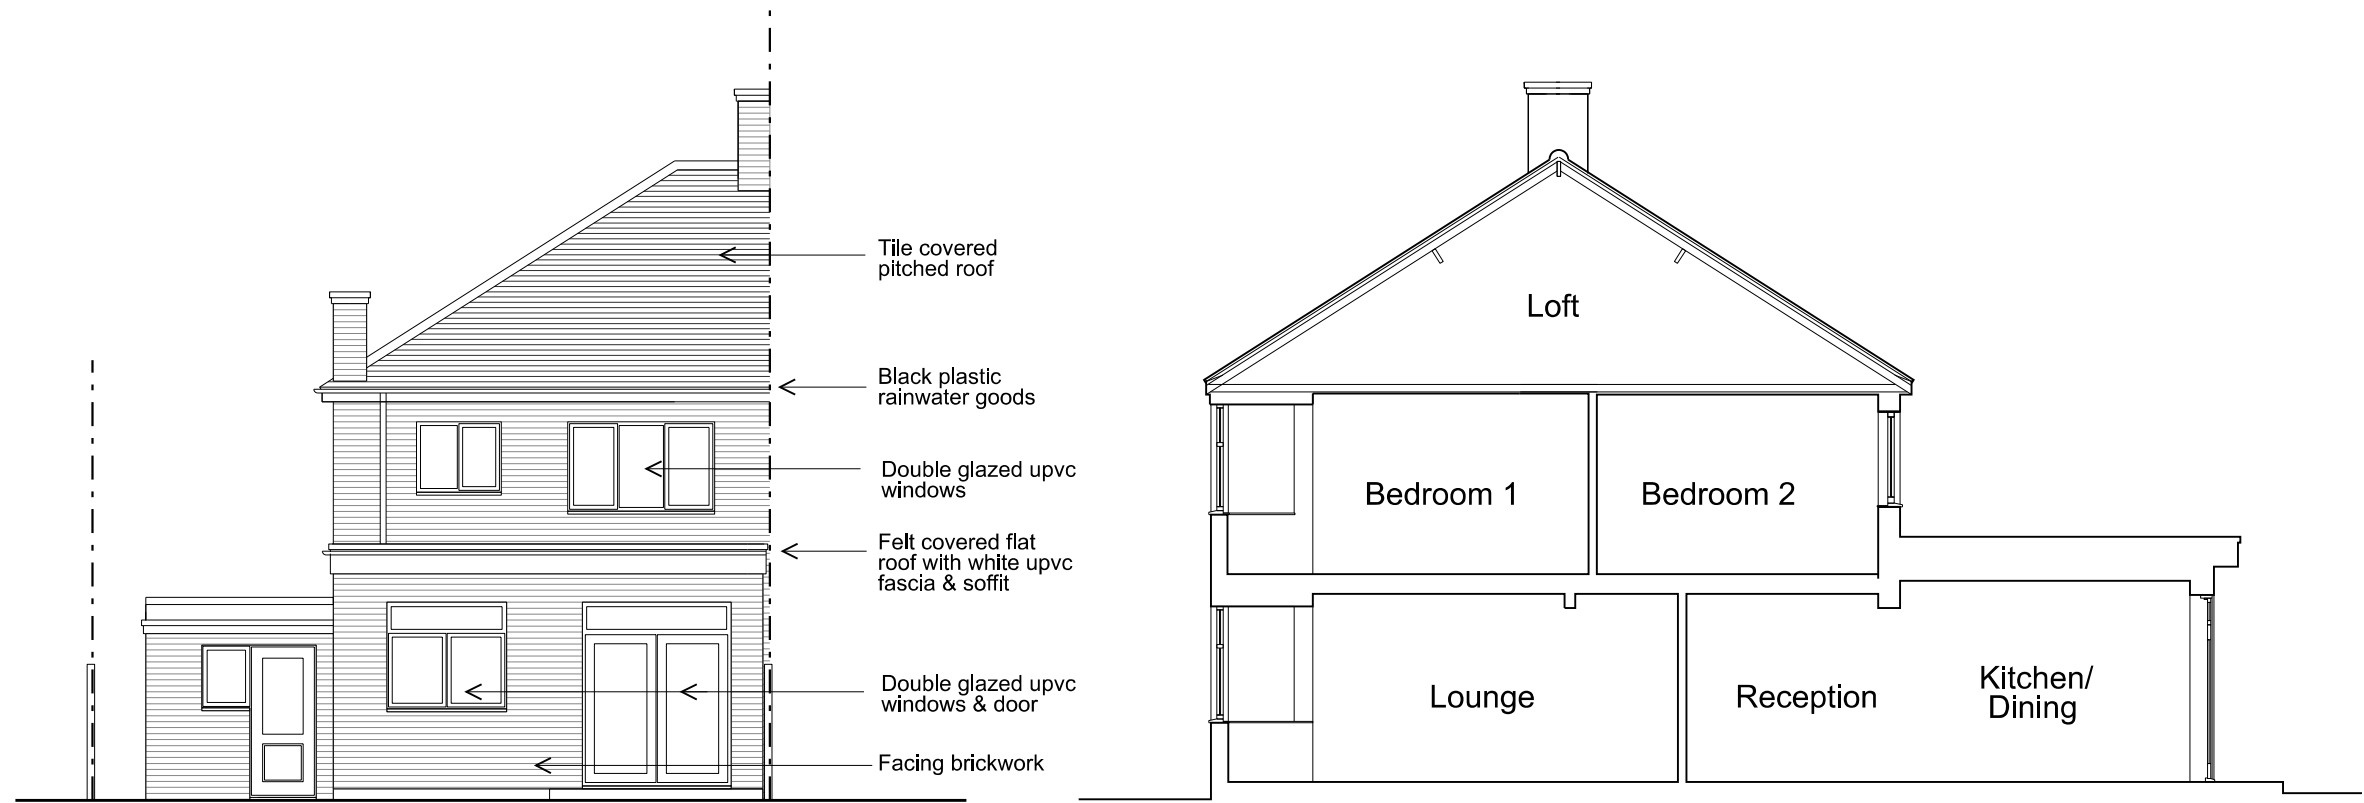 Tile covered
pitched roof
Black plastic
rainwater goods
Double glazed upvc
windows
Felt covered flat
roof with white upvc
fascia & soffit
Double glazed upvc
windows & door
Facing brickwork
Loft
Bedroom 1
Bedroom 2
Lounge
Reception
Kitchen/
Dining